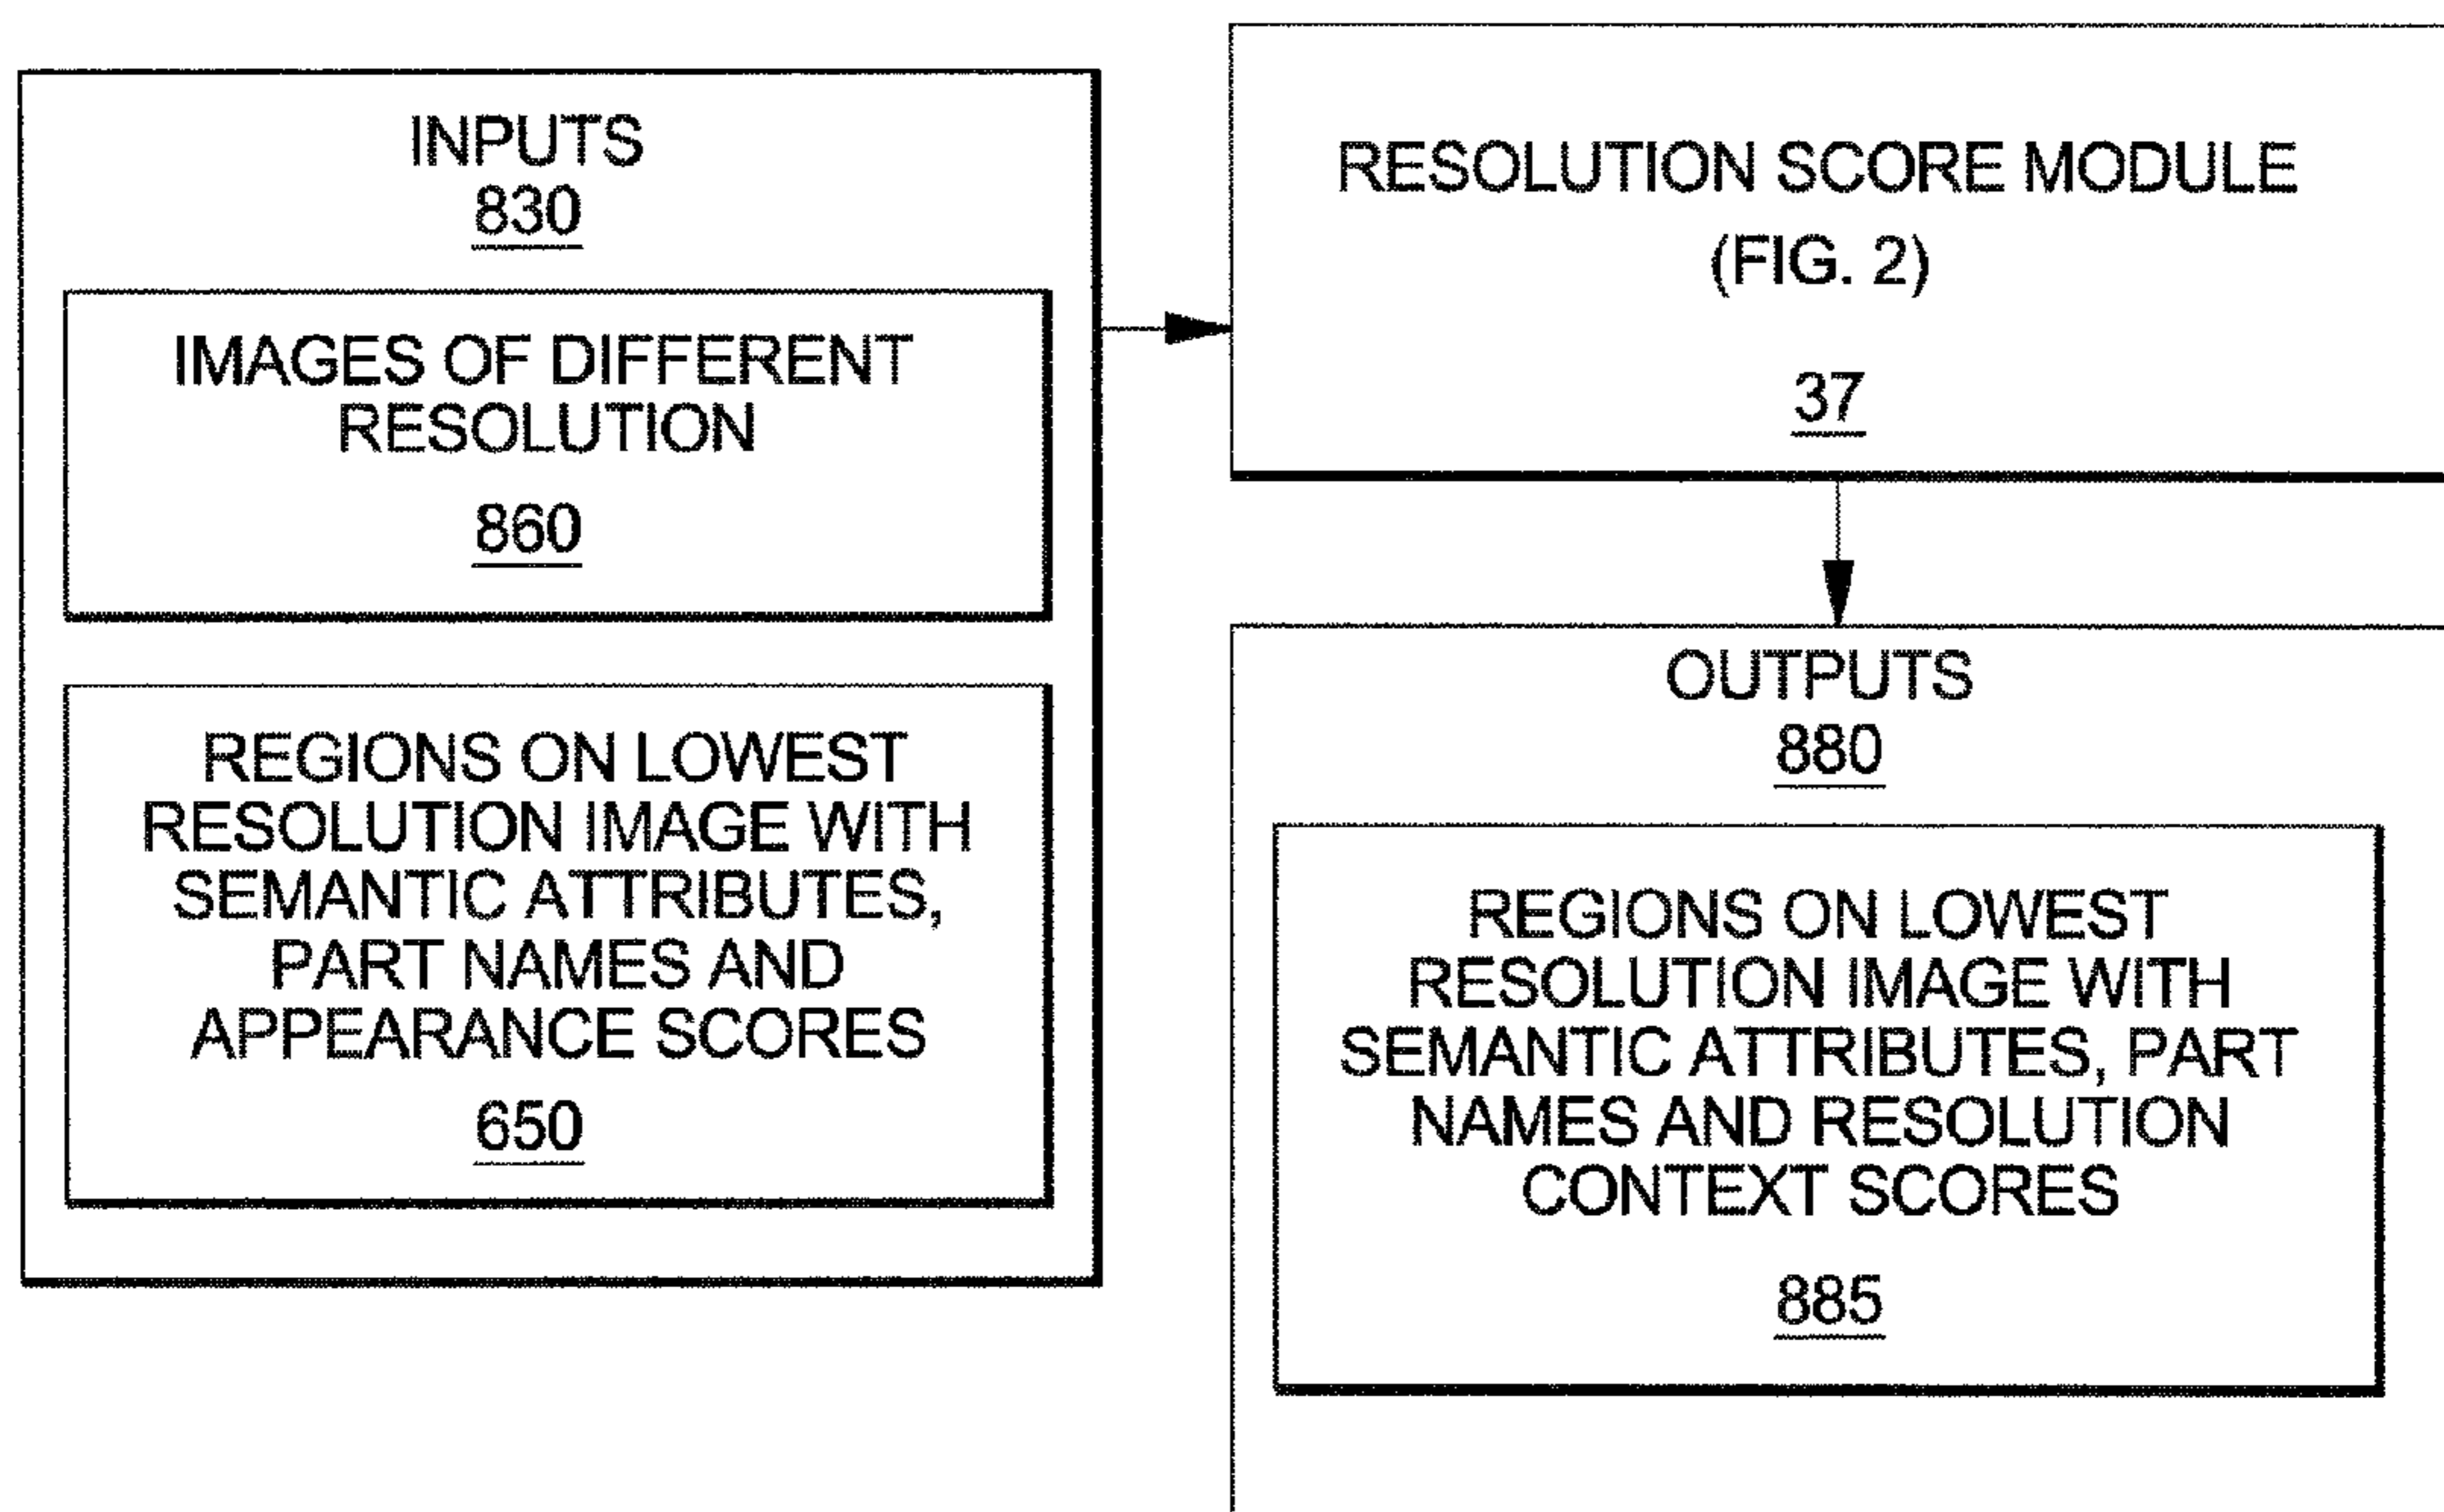 INPUTS
830
IMAGES OF DIFFERENT
RESOLUTION
860
REGIONS ON LOWEST
RESOLUTION IMAGE WITH
SEMANTIC ATTRIBUTES,
PART NAMES AND
APPEARANCE SCORES
650
RESOLUTION SCORE MODULE
(FIG. 2)
37
OUTPUTS
880
REGIONS ON LOWEST
RESOLUTION IMAGE WITH
SEMANTIC ATTRIBUTES, PART
NAMES AND RESOLUTION
CONTEXT SCORES
885